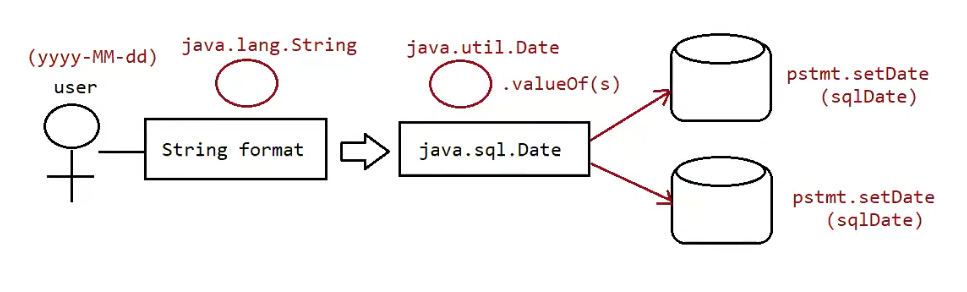 (yyyy-MM-dd)
user
java.lang.String
String format
java.util.Date
.valueOf(s)
java.sql.Date
pstmt.setDate
(sqlDate)
pstmt.setDate
(sqlDate)